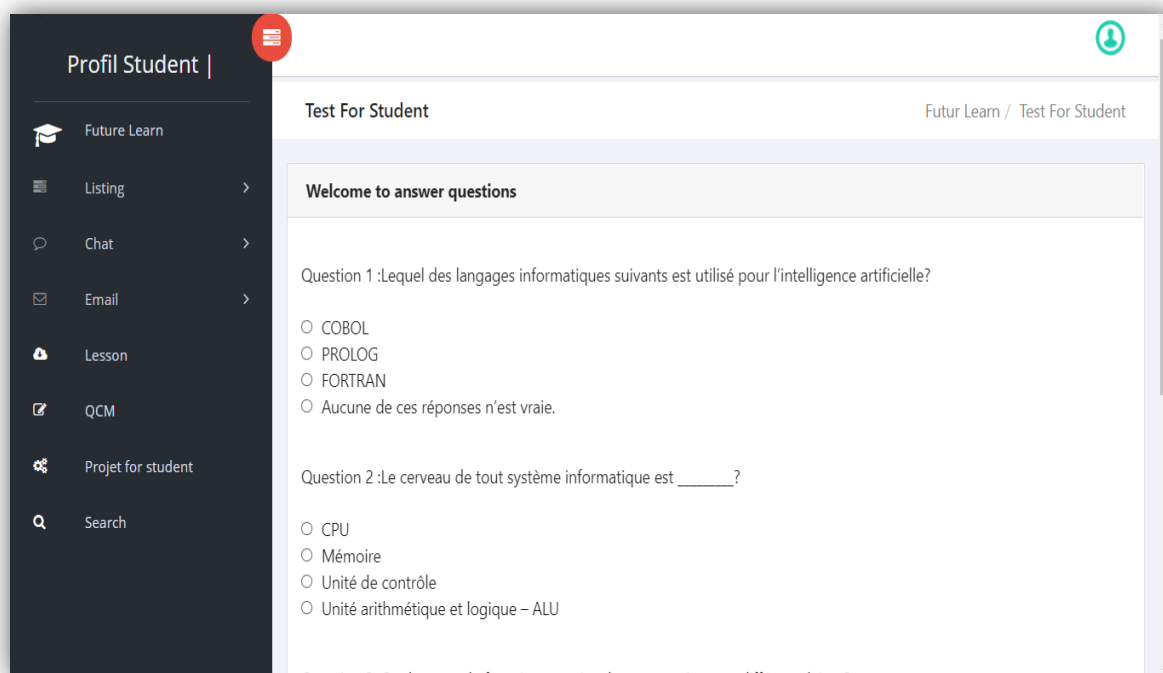 Profil Student |
Future Learn
Listing
Chat
Email
Lesson
QCM
Projet for student
Search
Test For Student
Futur Learn / Test For Student
Welcome to answer questions
Question 1 :Lequel des langages informatiques suivants est utilisé pour l'intelligence artificielle?
COBOL
PROLOG
FORTRAN
Aucune de ces réponses n'est vraie.
Question 2 :Le cerveau de tout système informatique est _________?
CPU
Mémoire
Unité de contrôle
Unité arithmétique et logique – ALU